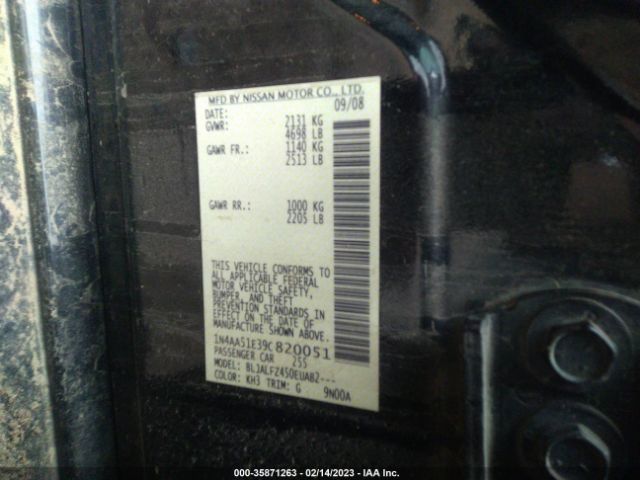 MFD BY NISSAN MOTOR CO., LTD.
DATE: 09/08
GVWR: 2131 KG
4698 LB
GAWR FR.: 1140 KG
2513 LB
GAWR RR.: 1000 KG
2205 LB
THIS VEHICLE CONFORMS TO
ALL APPLICABLE FEDERAL
MOTOR VEHICLE SAFETY,
BUMPER, AND THEFT
PREVENTION STANDARDS IN
EFFECT ON THE DATE OF
MANUFACTURE SHOWN ABOVE.
1N4AA51E39C820051
PASSENGER CAR 255
MODEL: BLJALFZ450EUAB2---
COLOR: KH3 TRIM: G 9N00A
000-35871263 - 02/14/2023 - IAA Inc.